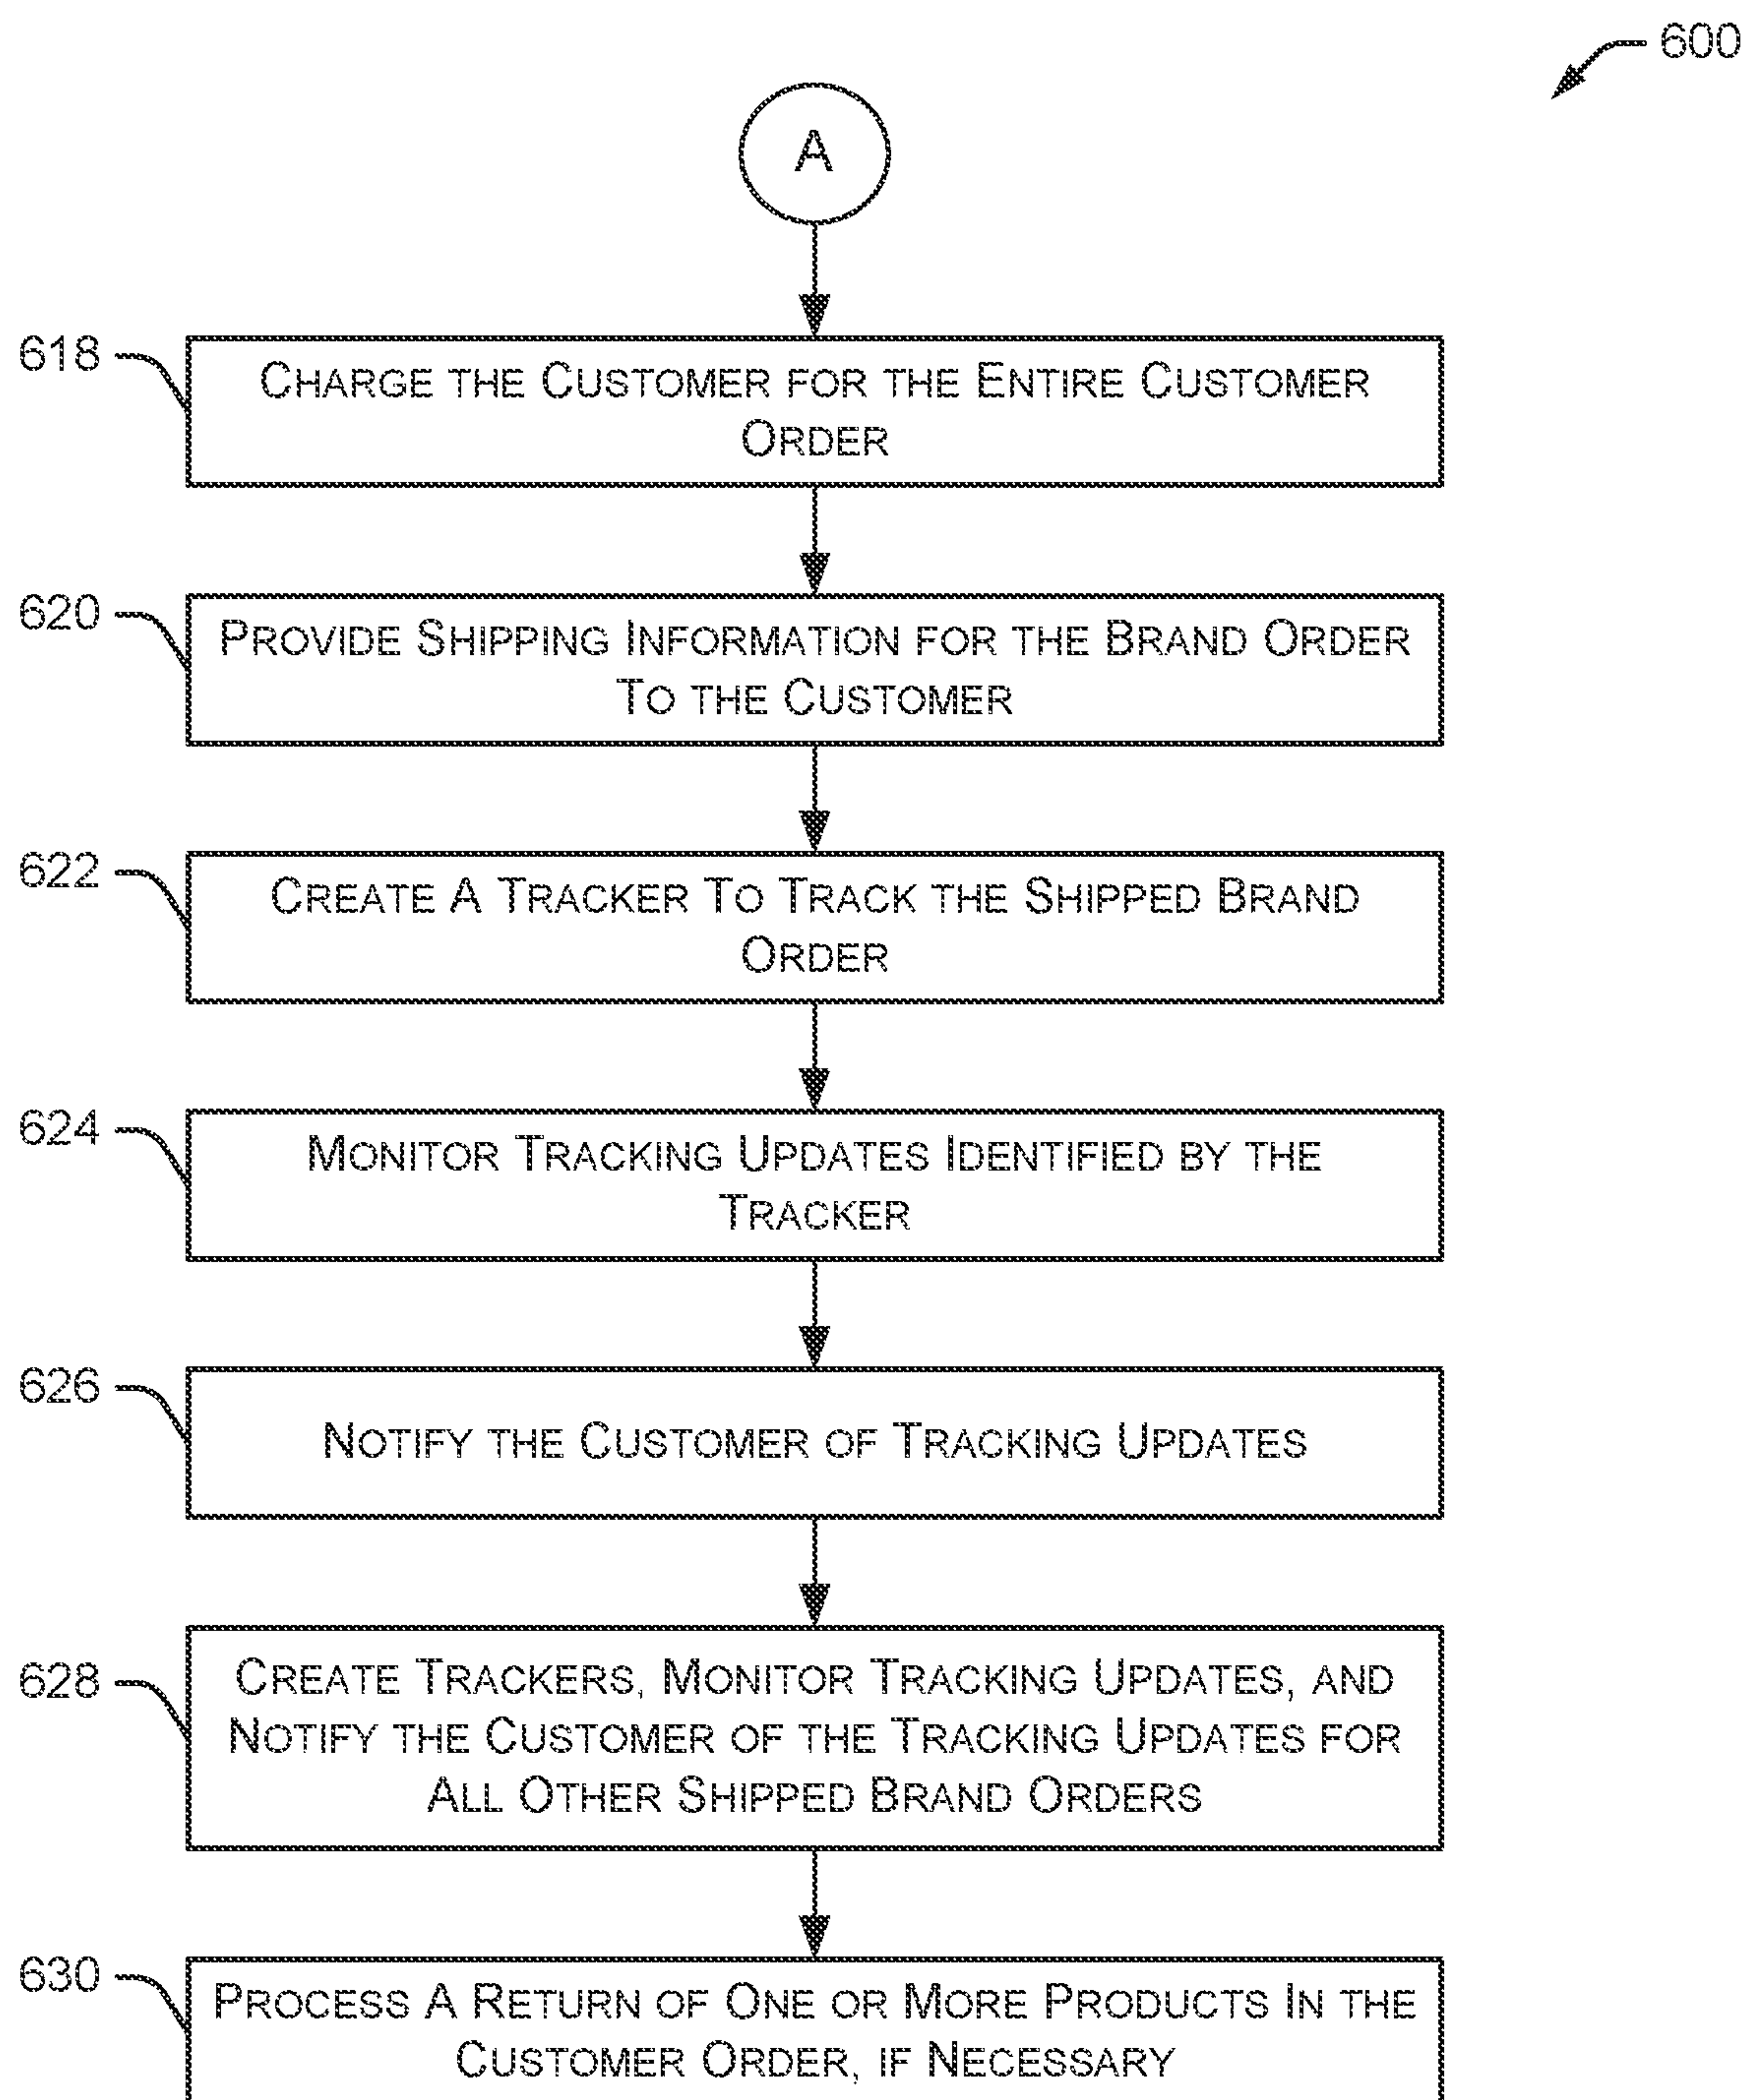 600
A
618
CHARGE THE CUSTOMER FOR THE ENTIRE CUSTOMER
ORDER
620
PROVIDE SHIPPING INFORMATION FOR THE BRAND ORDER
TO THE CUSTOMER
622
CREATE A TRACKER TO TRACK THE SHIPPED BRAND
ORDER
624
MONITOR TRACKING UPDATES IDENTIFIED BY THE
TRACKER
626
NOTIFY THE CUSTOMER OF TRACKING UPDATES
628
CREATE TRACKERS, MONITOR TRACKING UPDATES, AND
NOTIFY THE CUSTOMER OF THE TRACKING UPDATES FOR
ALL OTHER SHIPPED BRAND ORDERS
630
PROCESS A RETURN OF ONE OR MORE PRODUCTS IN THE
CUSTOMER ORDER, IF NECESSARY